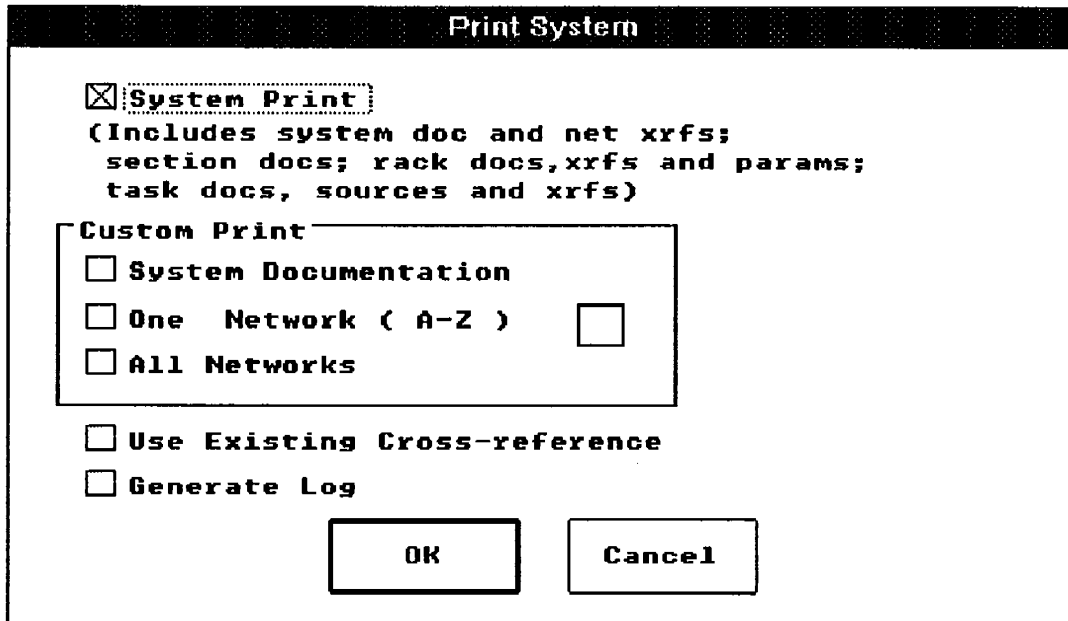 Print System
System Print
(Includes system doc and net xrfs;
section docs; rack docs,xrfs and params;
task docs, sources and xrfs)
Custom Print
System Documentation
One Network ( A-Z )
All Networks
Use Existing Cross-reference
Generate Log
OK Cancel